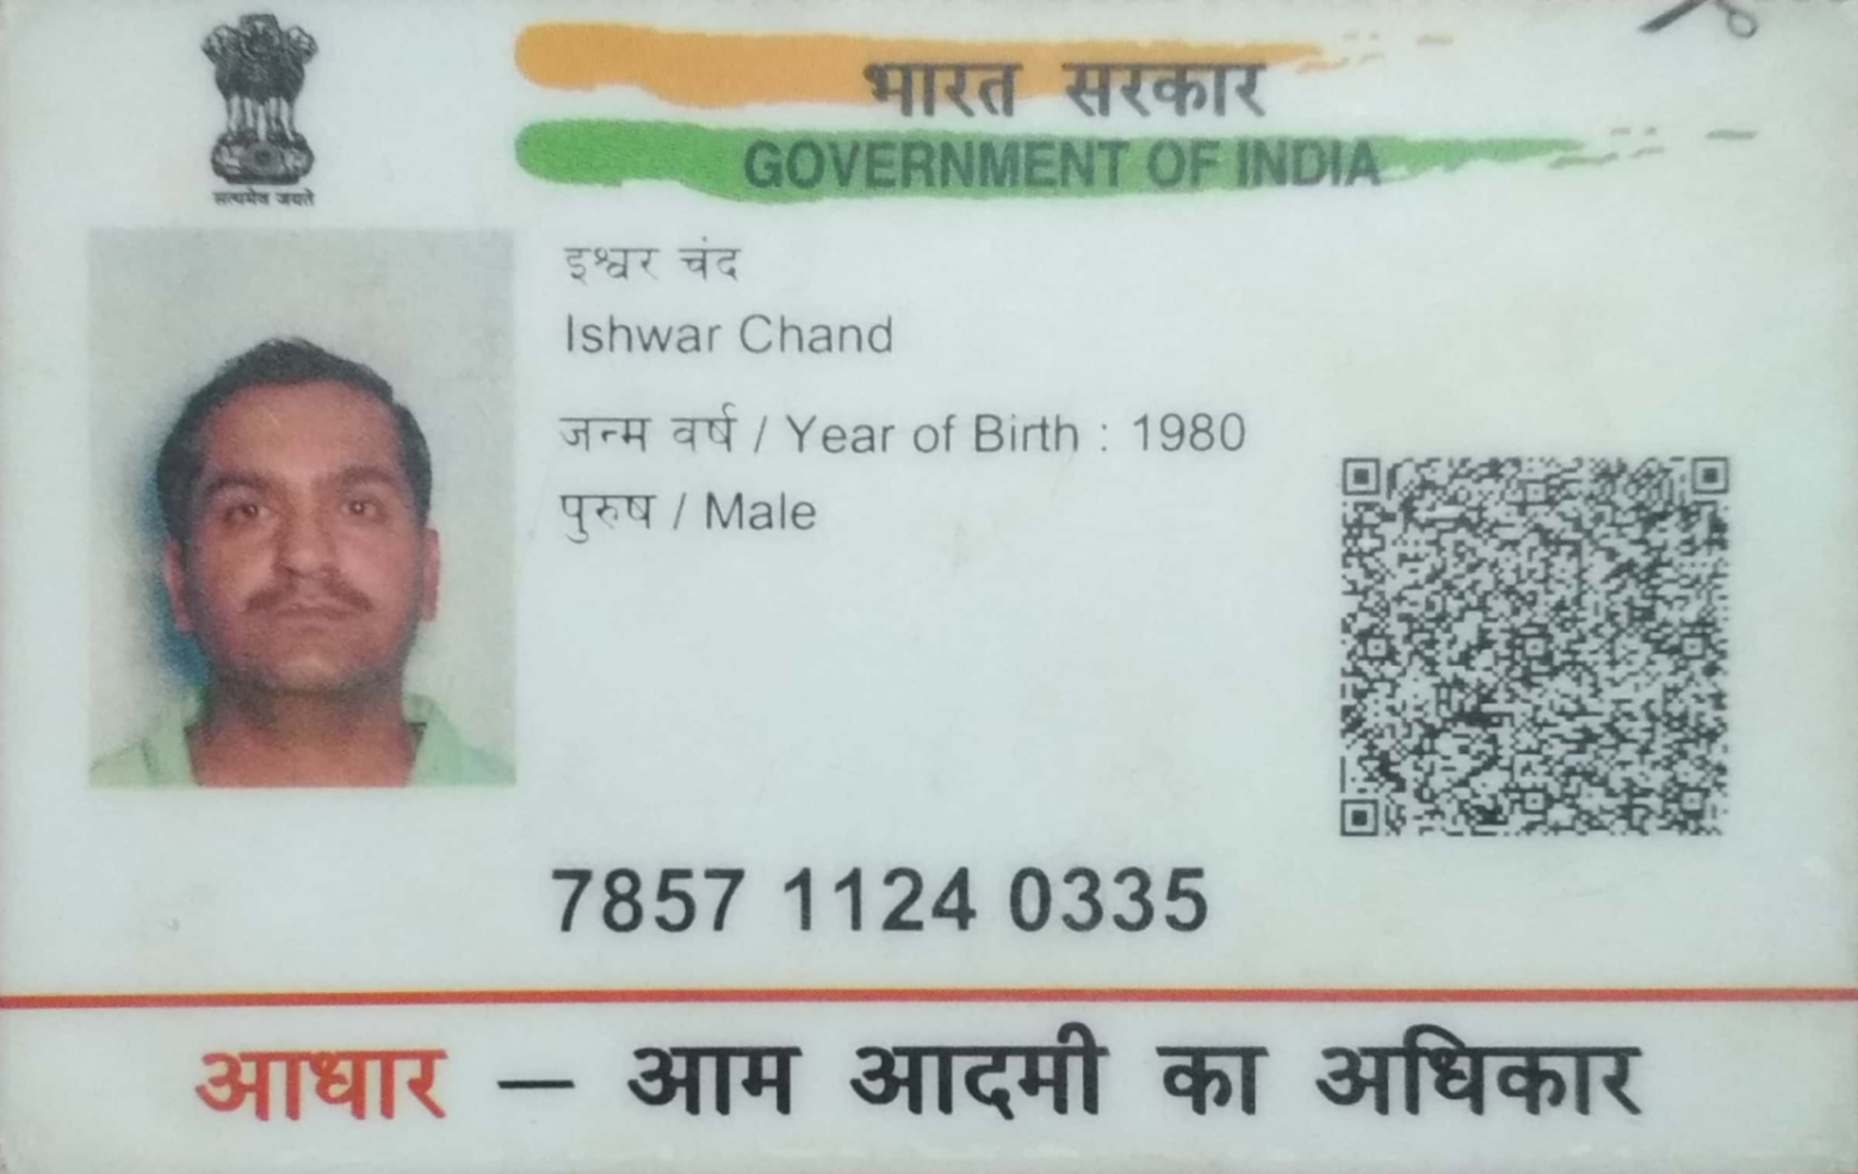 सत्यमेव जयते
भारत सरकार
GOVERNMENT OF INDIA
इश्वर चंद
Ishwar Chand
जन्म वर्ष / Year of Birth : 1980
पुरुष / Male
7857 1124 0335
आधार — आम आदमी का अधिकार